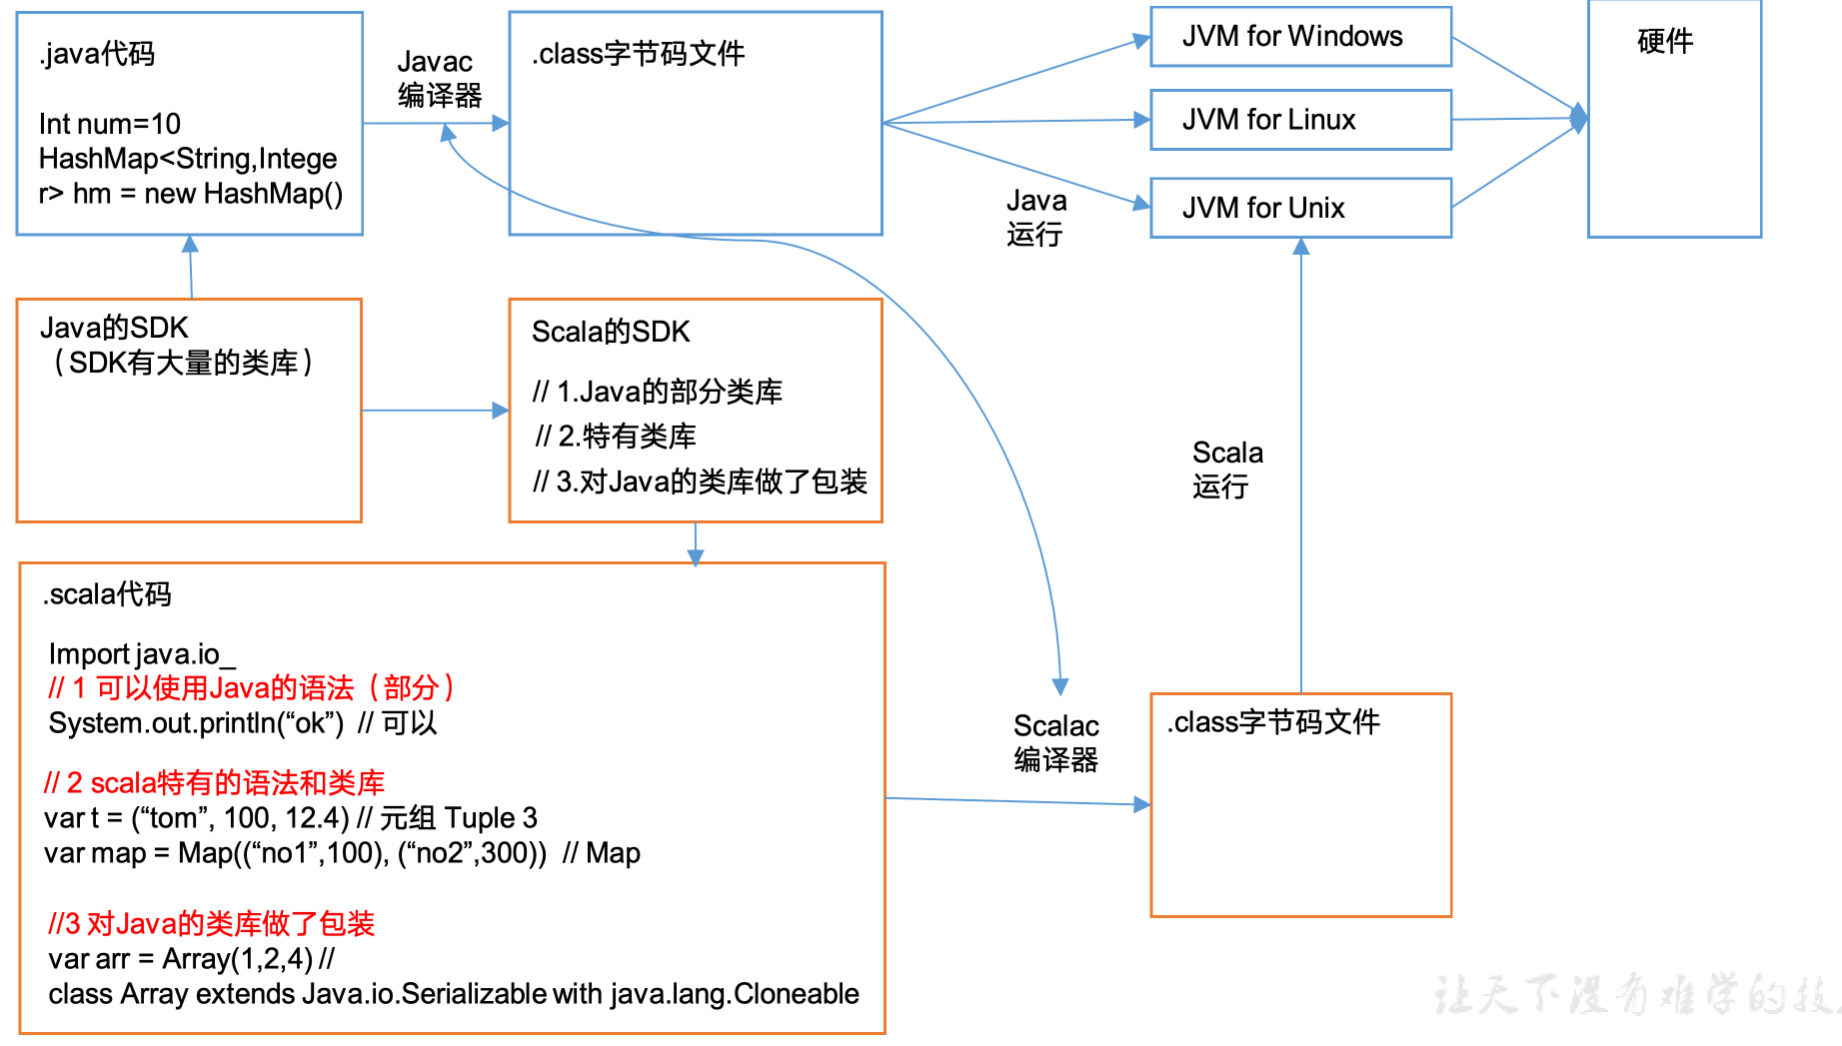 .java代码
Int num=10
HashMap<String,Intege
r> hm = new HashMap()
Javac
编译器
.class字节码文件
JVM for Windows
JVM for Linux
JVM for Unix
硬件
Java
运行
Java的SDK
（SDK有大量的类库）
Scala的SDK
// 1.Java的部分类库
// 2.特有类库
// 3.对Java的类库做了包装
Scala
运行
.scala代码
Import java.io_
// 1 可以使用Java的语法（部分）
System.out.println(“ok”) // 可以
// 2 scala特有的语法和类库
var t = (“tom”, 100, 12.4) // 元组 Tuple 3
var map = Map((“no1”,100), (“no2”,300)) // Map
//3 对Java的类库做了包装
var arr = Array(1,2,4) //
class Array extends Java.io.Serializable with java.lang.Cloneable
Scalac
编译器
.class字节码文件
让天下没有难学的技